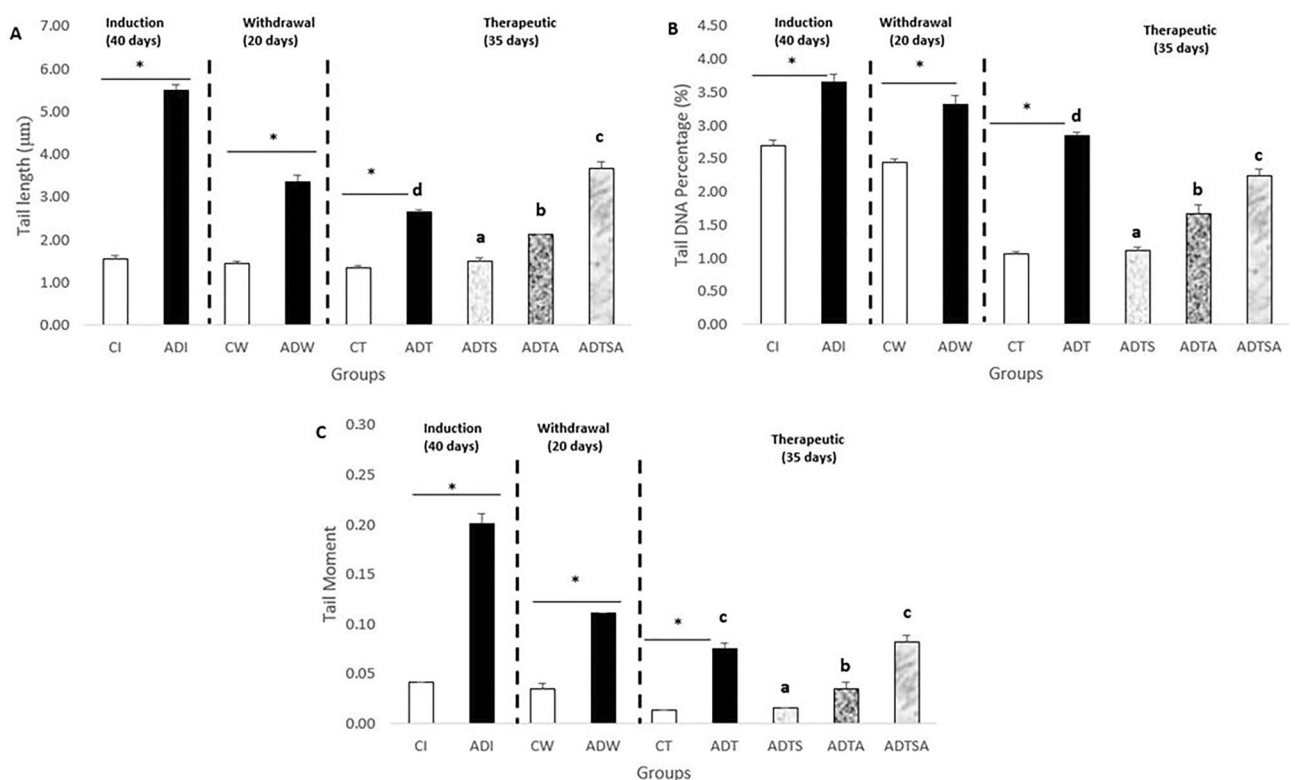 A
Induction
(40 days)
Withdrawal
(20 days)
Therapeutic
(35 days)
Tail length (µm)
7.00
6.00
5.00
4.00
3.00
2.00
1.00
0.00
*
*
*
d
a
b
c
CI ADI CW ADW CT ADT ADTS ADTA ADTSA
Groups
B
Induction
(40 days)
Withdrawal
(20 days)
Therapeutic
(35 days)
Tail DNA Percentage (%)
4.50
4.00
3.50
3.00
2.50
2.00
1.50
1.00
0.50
0.00
*
*
*
d
a
b
c
CI ADI CW ADW CT ADT ADTS ADTA ADTSA
Groups
C
Induction
(40 days)
Withdrawal
(20 days)
Therapeutic
(35 days)
Tail Moment
0.30
0.25
0.20
0.15
0.10
0.05
0.00
*
*
*
c
a
b
c
CI ADI CW ADW CT ADT ADTS ADTA ADTSA
Groups